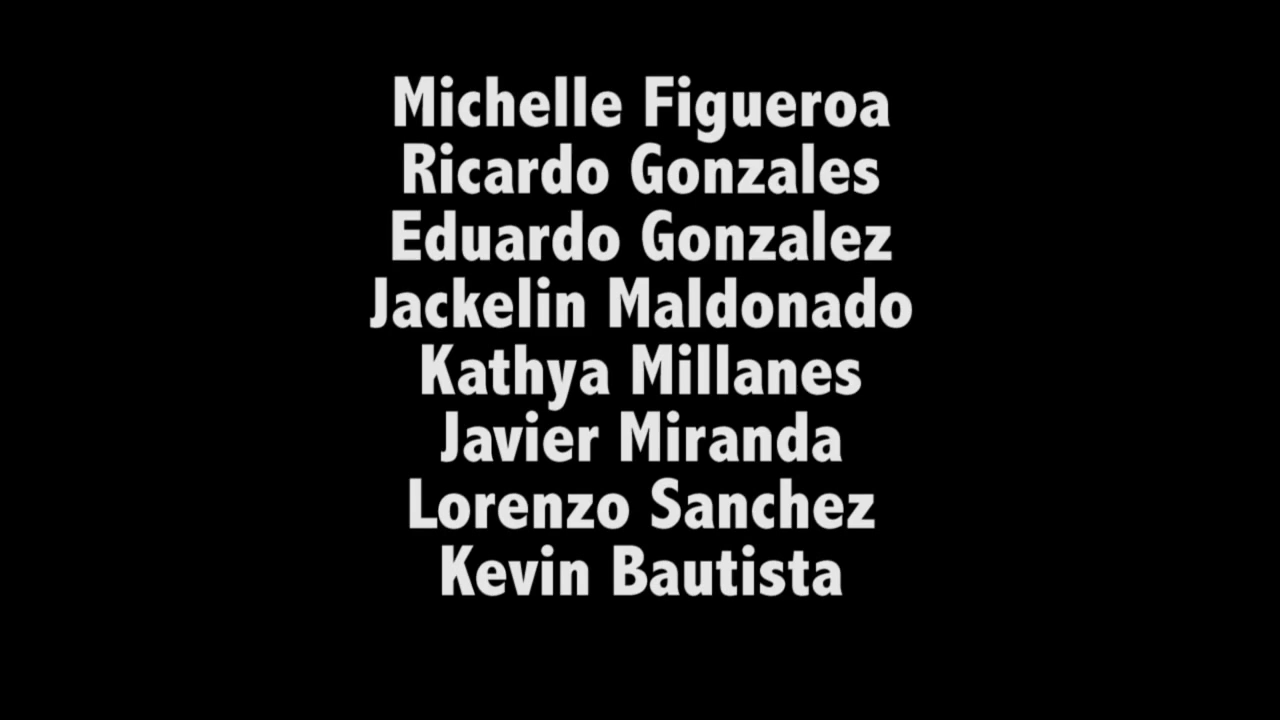 Michelle Figueroa
Ricardo Gonzales
Eduardo Gonzalez
Jackelin Maldonado
Kathya Millanes
Javier Miranda
Lorenzo Sanchez
Kevin Bautista